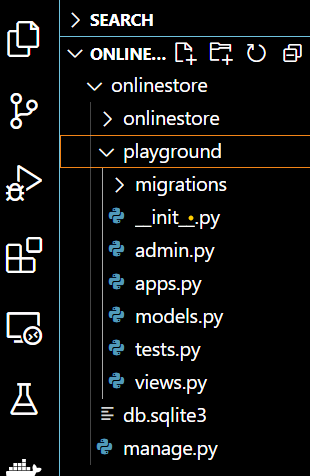 SEARCH
ONLINE...
onlinestore
onlinestore
playground
migrations
__init__.py
admin.py
apps.py
models.py
tests.py
views.py
db.sqlite3
manage.py